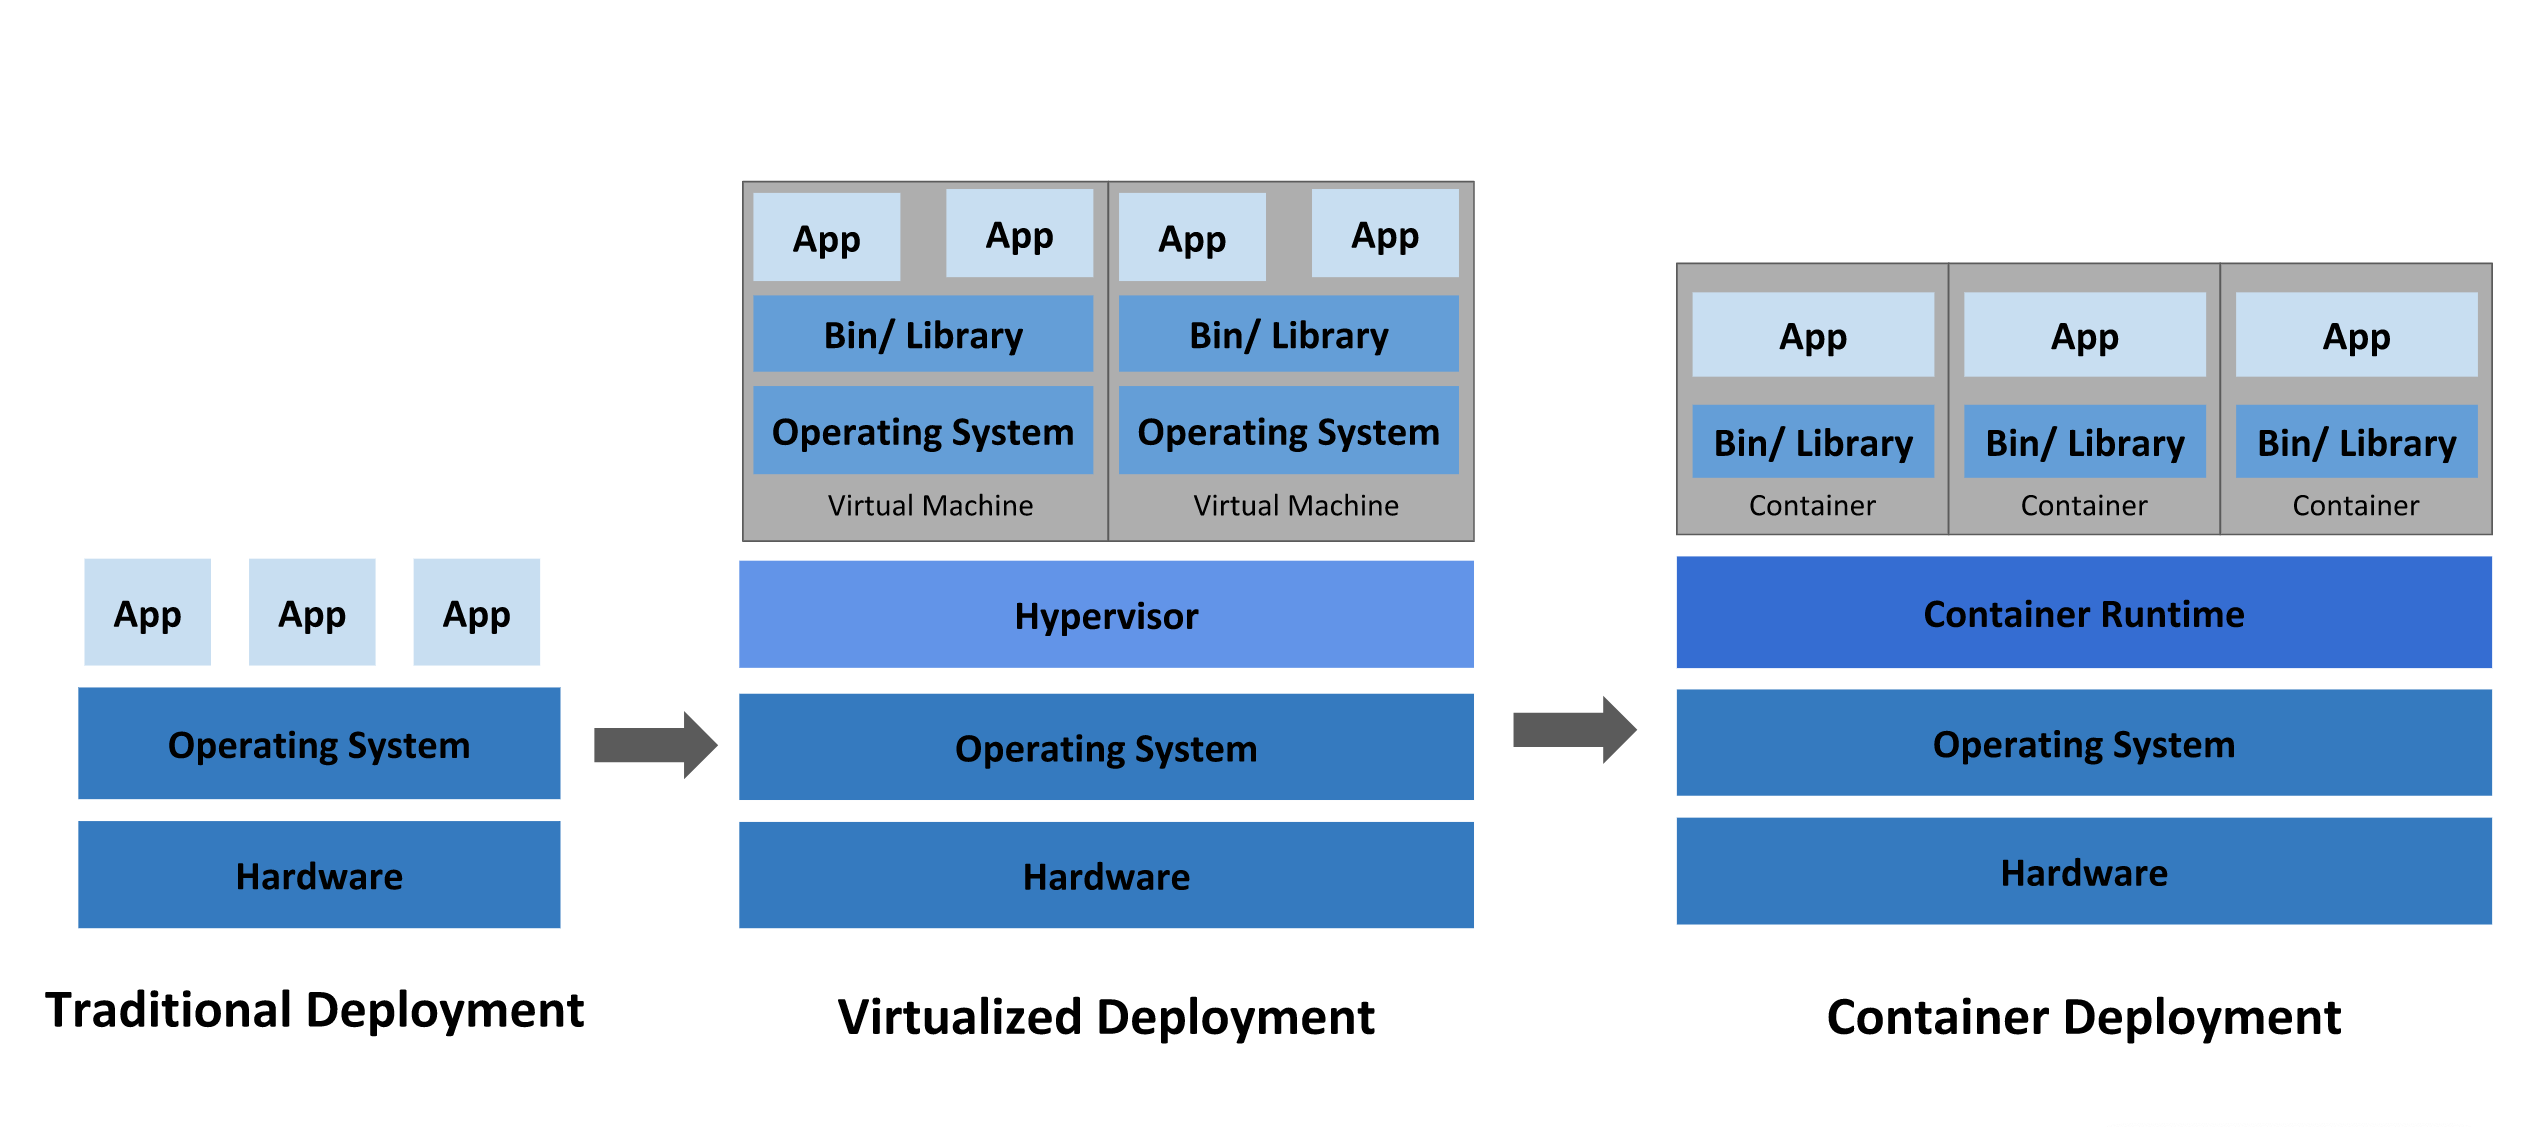 App
App
App
Operating System
Hardware
Traditional Deployment
App
App
Bin/ Library
Operating System
Virtual Machine
App
App
Bin/ Library
Operating System
Virtual Machine
Hypervisor
Operating System
Hardware
Virtualized Deployment
App
Bin/ Library
Container
App
Bin/ Library
Container
App
Bin/ Library
Container
Container Runtime
Operating System
Hardware
Container Deployment